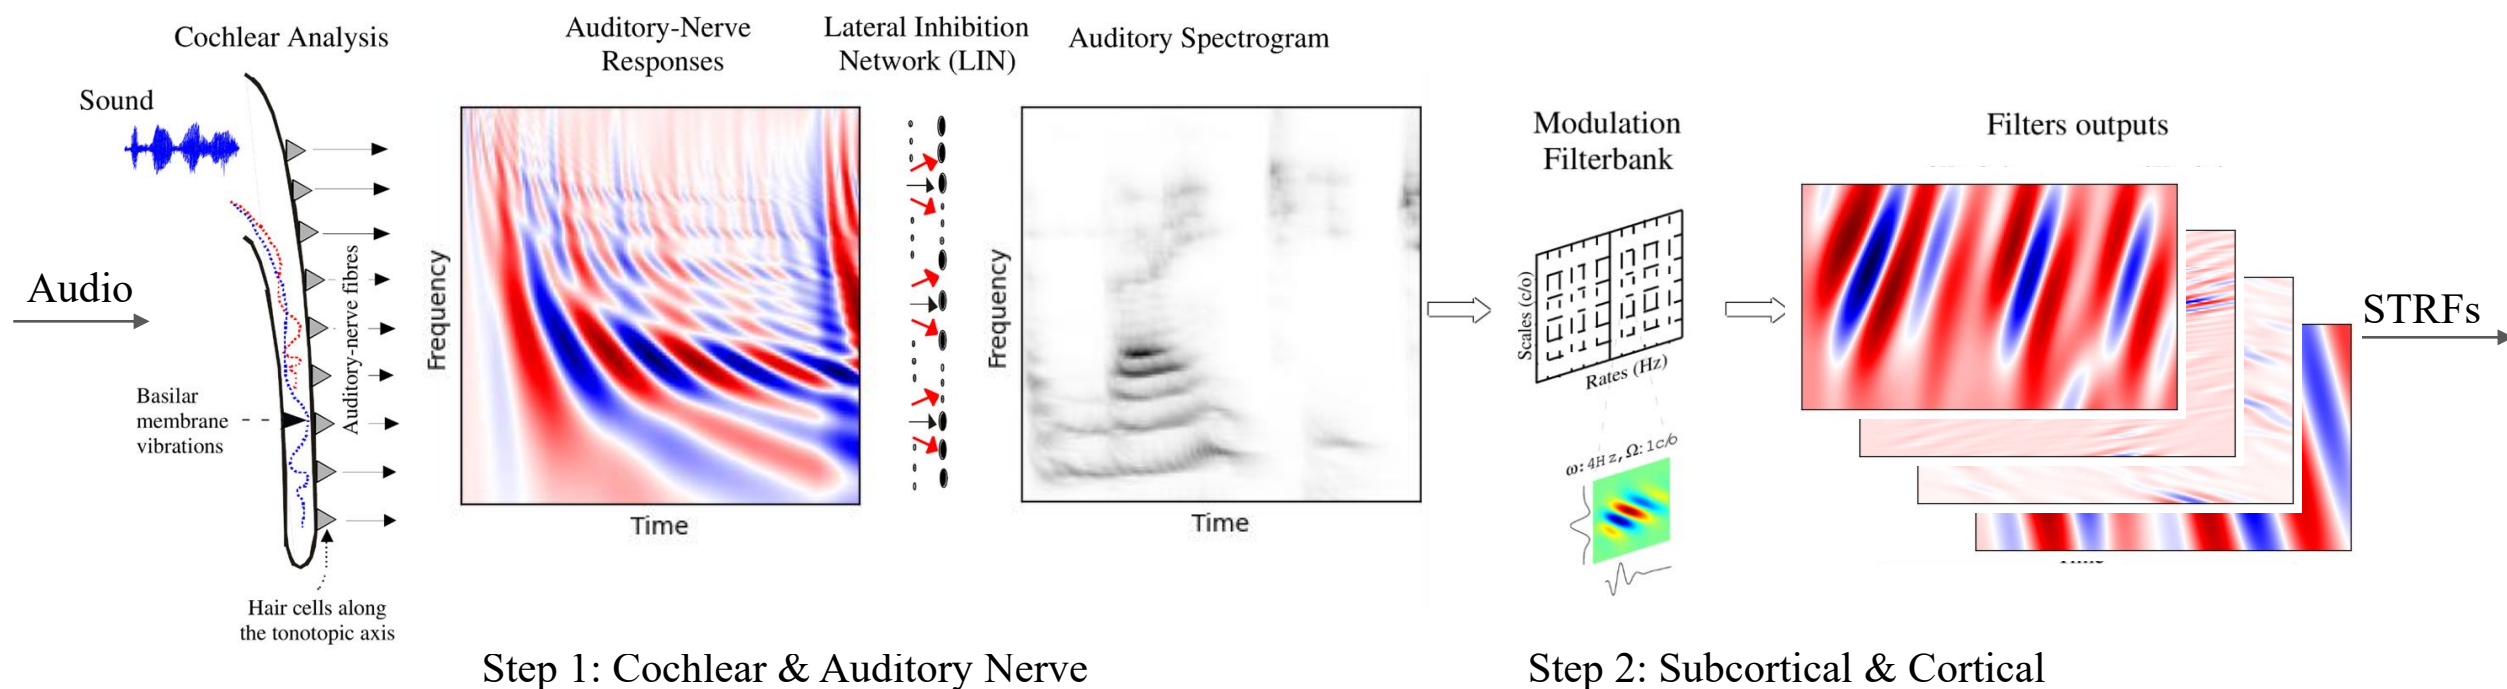 Cochlear Analysis
Sound
Audio
Basilar
membrane
vibrations
Auditory-nerve fibres
Hair cells along
the tonotopic axis
Auditory-Nerve
Responses
Frequency
Time
Lateral Inhibition
Network (LIN)
Auditory Spectrogram
Frequency
Time
Modulation
Filterbank
Scales (c/o)
Rates (Hz)
ω: 4Hz, Ω: 1c/o
Filters outputs
STRFs
Step 1: Cochlear & Auditory Nerve
Step 2: Subcortical & Cortical